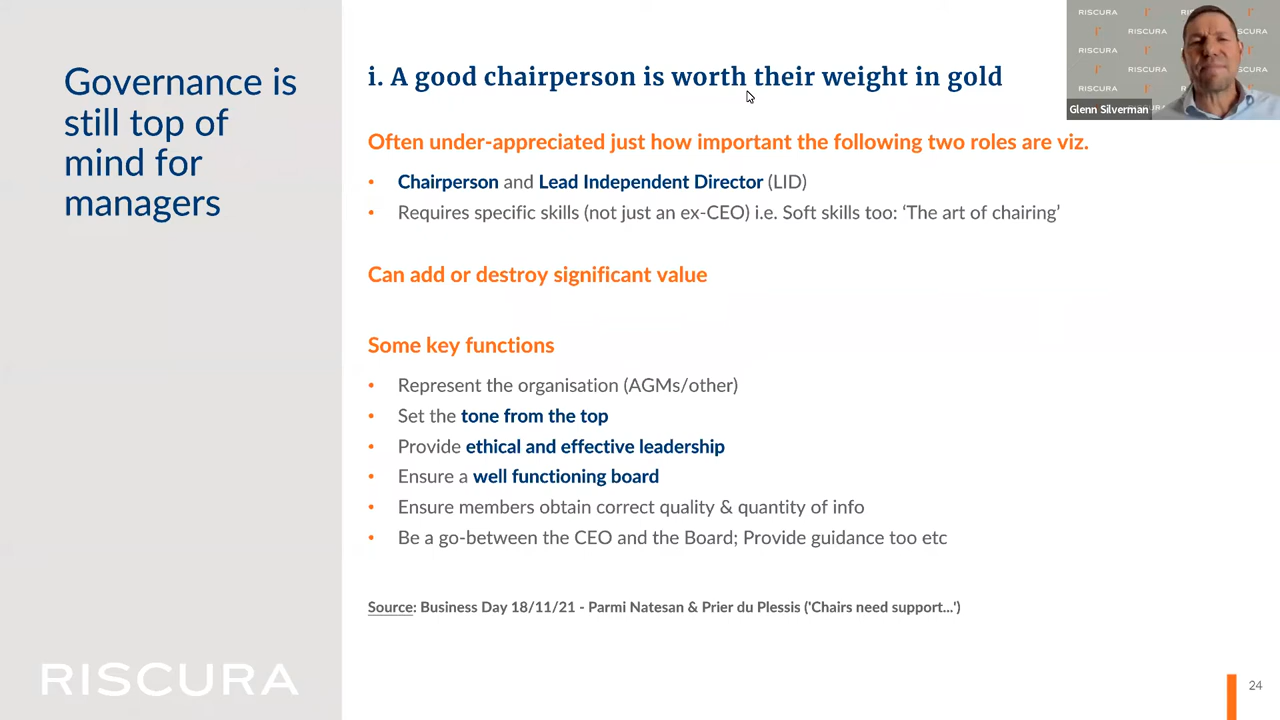 Governance is
still top of
mind for
managers
i. A good chairperson is worth their weight in gold
Often under-appreciated just how important the following two roles are viz.
• Chairperson and Lead Independent Director (LID)
• Requires specific skills (not just an ex-CEO) i.e. Soft skills too: ‘The art of chairing’
Can add or destroy significant value
Some key functions
• Represent the organisation (AGMs/other)
• Set the tone from the top
• Provide ethical and effective leadership
• Ensure a well functioning board
• Ensure members obtain correct quality & quantity of info
• Be a go-between the CEO and the Board; Provide guidance too etc
Source: Business Day 18/11/21 - Parmi Natesan & Prier du Plessis ('Chairs need support...')
RISCURA
24
RISCURA
RISCURA
RISCURA
RISCURA
RISCURA
Glenn Silverman